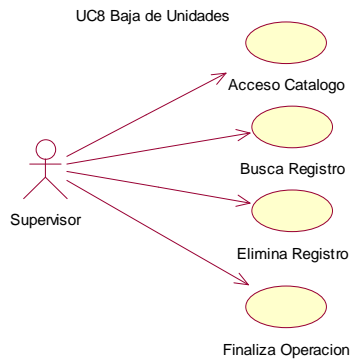 UC8 Baja de Unidades
Acceso Catalogo
Busca Registro
Supervisor
Elimina Registro
Finaliza Operacion